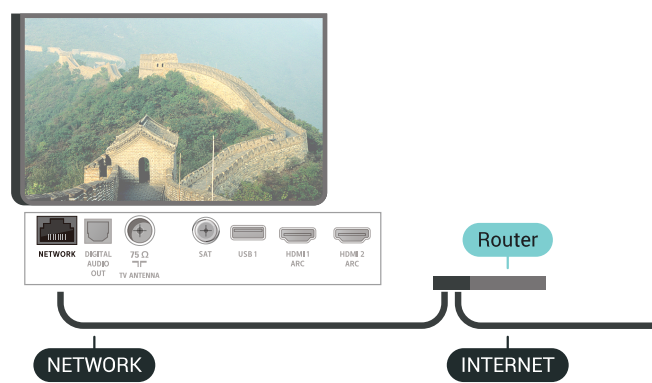 NETWORK
DIGITAL
AUDIO
OUT
75 Ω
TV ANTENNA
SAT
USB 1
HDMI 1
ARC
HDMI 2
ARC
Router
NETWORK
INTERNET